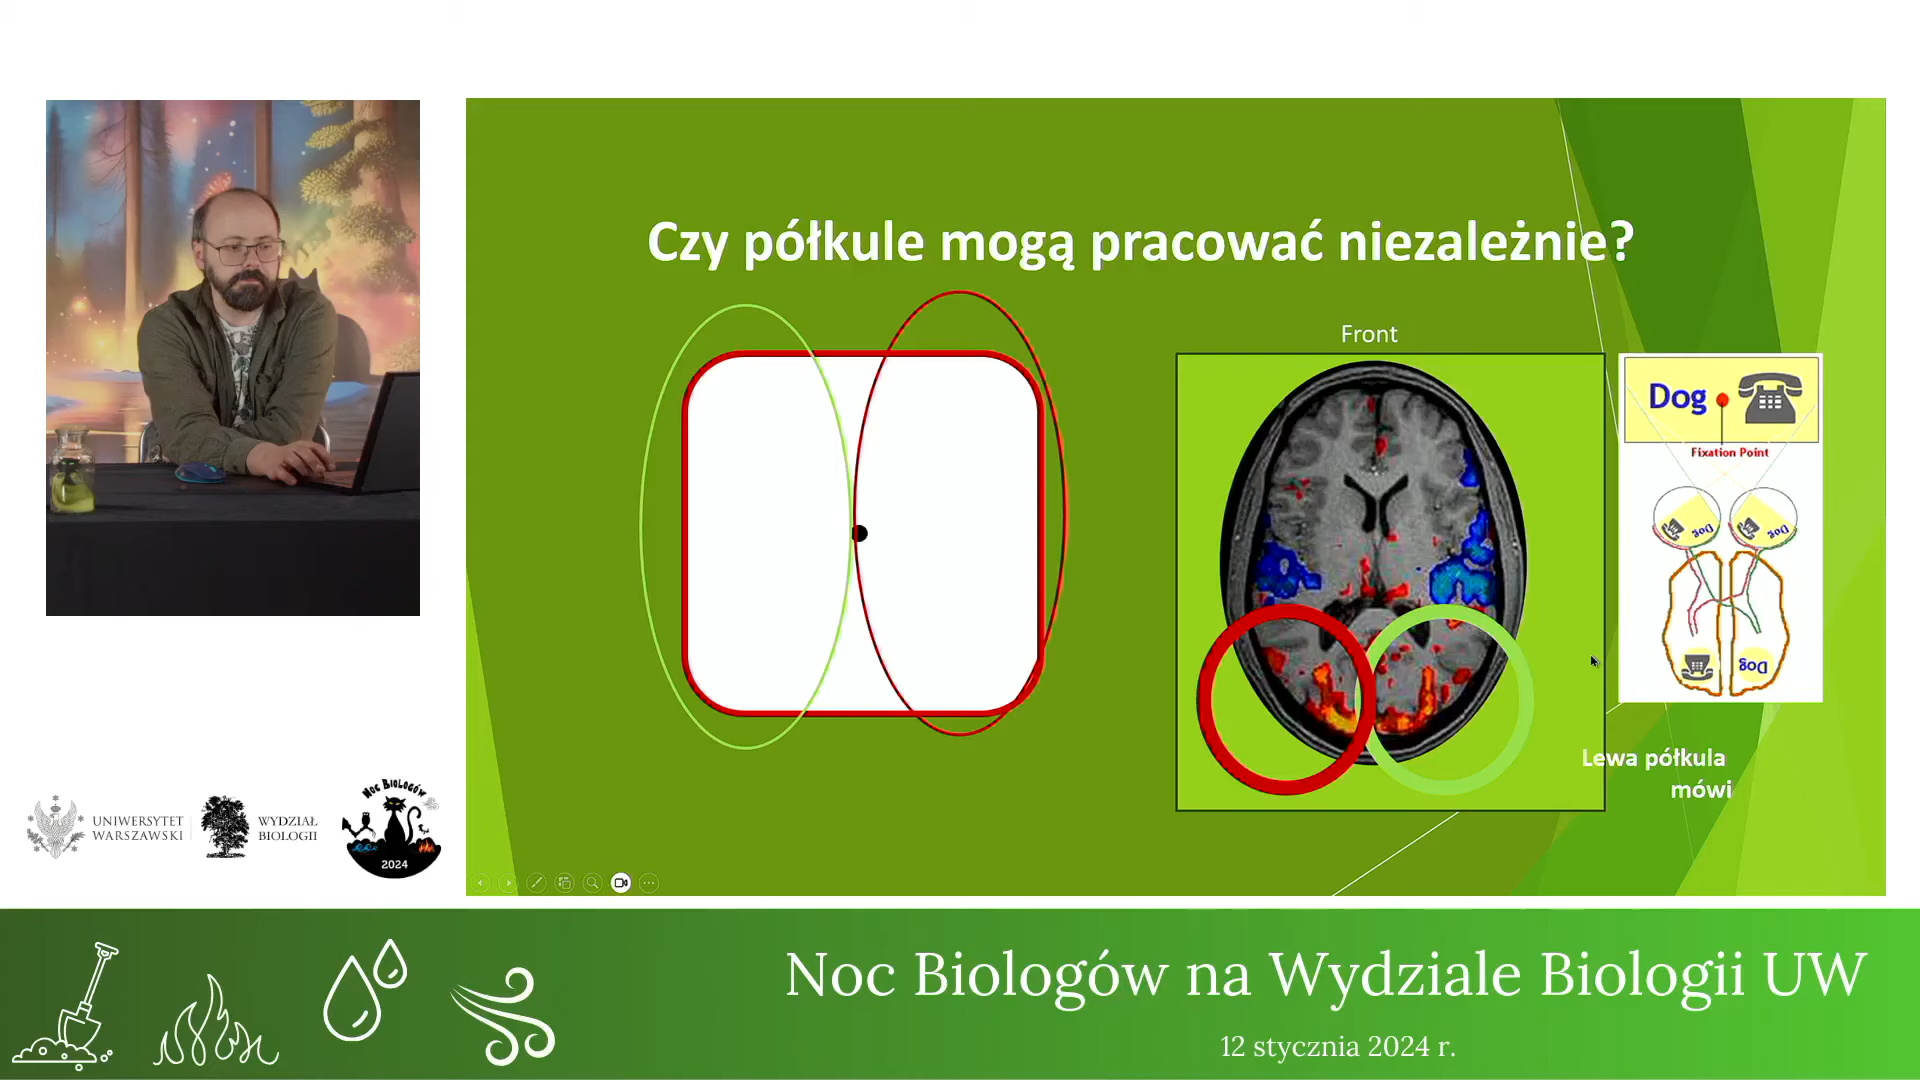 Czy półkule mogą pracować niezależnie?
Front
Dog
Fixation Point
Dog
Dog
Dog
Lewa półkula
mówi
UNIWERSYTET
WARSZAWSKI
WYDZIAŁ
BIOLOGII
Noc Biologów
2024
Noc Biologów na Wydziale Biologii UW
12 stycznia 2024 r.